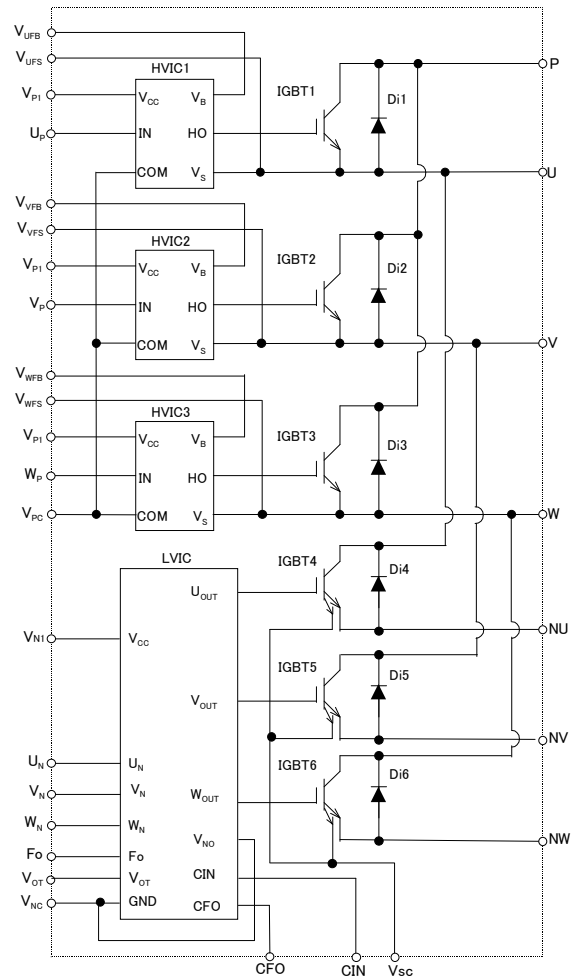 VUFB
VUFS
HVIC1
VP1
VCC
VB
IGBT1
P
Di1
UP
IN
HO
COM
VS
U
VVFB
VVFS
HVIC2
VP1
VCC
VB
IGBT2
Di2
VP
IN
HO
COM
VS
V
VWFB
VWFS
HVIC3
VP1
VCC
VB
IGBT3
Di3
WP
IN
HO
VPC
COM
VS
W
LVIC
IGBT4
Di4
UOUT
NU
VN1
VCC
IGBT5
Di5
VOUT
NV
IGBT6
Di6
UN
UN
VN
VN
WOUT
WN
WN
VNO
NW
Fo
Fo
VOT
VOT
CIN
VNC
GND
CFO
CFO
CIN
Vsc